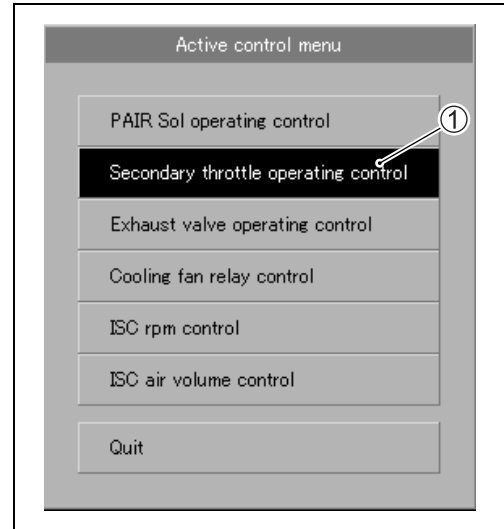 Active control menu
PAIR Sol operating control
1
Secondary throttle operating control
Exhaust valve operating control
Cooling fan relay control
ISC rpm control
ISC air volume control
Quit